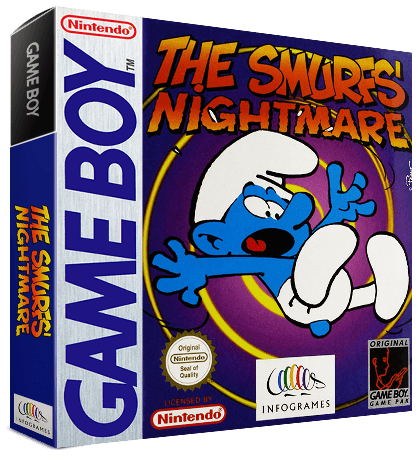 GAME BOY
THE SMURFS'
NIGHTMARE
INFOGRAMES
Nintendo
GAME BOY™
THE SMURFS'
NIGHTMARE
Original
Nintendo
Seal of
Quality
LICENSED BY
Nintendo
INFOGRAMES
ORIGINAL
GAME BOY
GAME PAK